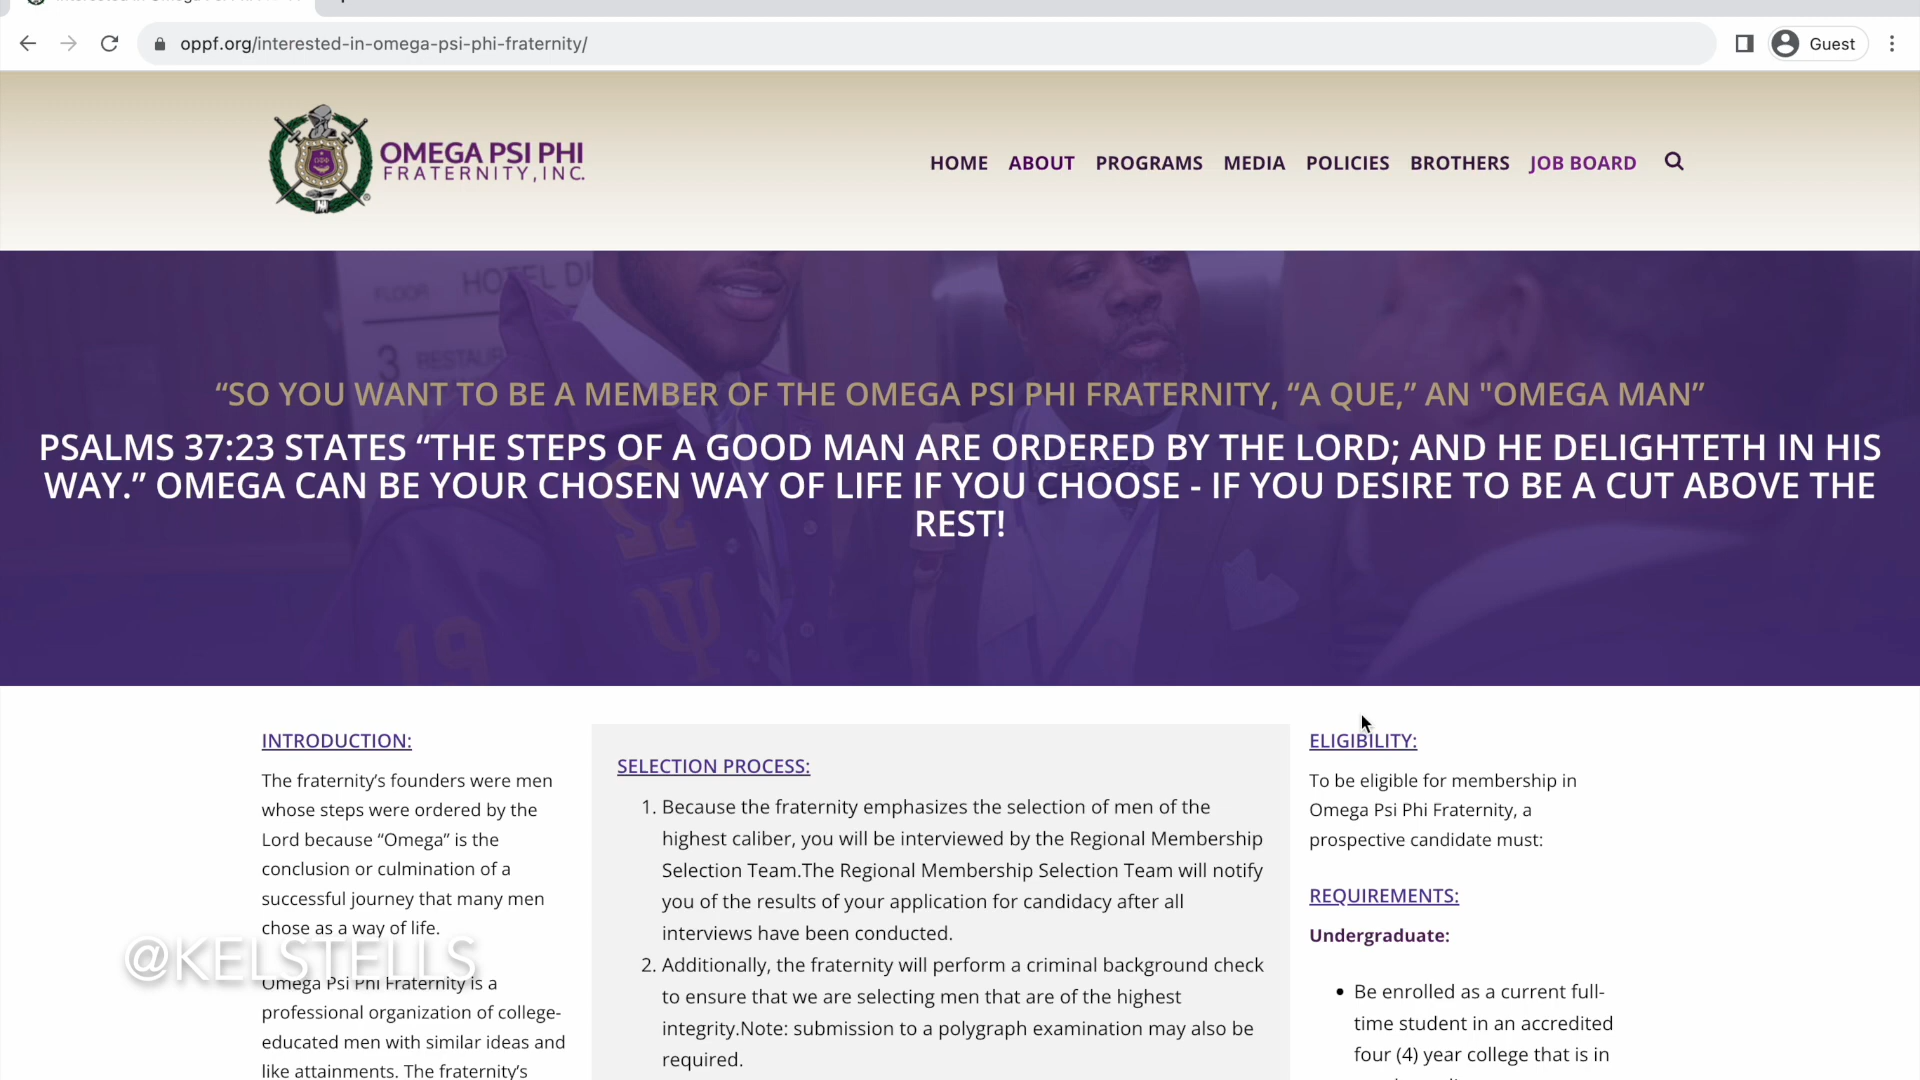 oppf.org/interested-in-omega-psi-phi-fraternity/
Guest
OMEGA PSI PHI
FRATERNITY, INC.
HOME ABOUT PROGRAMS MEDIA POLICIES BROTHERS JOB BOARD
HOTEL DI
FLOOR
3 RESTAU
“SO YOU WANT TO BE A MEMBER OF THE OMEGA PSI PHI FRATERNITY, “A QUE,” AN "OMEGA MAN”
PSALMS 37:23 STATES “THE STEPS OF A GOOD MAN ARE ORDERED BY THE LORD; AND HE DELIGHTETH IN HIS
WAY.” OMEGA CAN BE YOUR CHOSEN WAY OF LIFE IF YOU CHOOSE - IF YOU DESIRE TO BE A CUT ABOVE THE
REST!
Ω
Ψ
19
INTRODUCTION:
The fraternity’s founders were men
whose steps were ordered by the
Lord because “Omega” is the
conclusion or culmination of a
successful journey that many men
chose as a way of life.
@KELSTELLS
Omega Psi Phi Fraternity is a
professional organization of college-
educated men with similar ideas and
like attainments. The fraternity’s
SELECTION PROCESS:
1. Because the fraternity emphasizes the selection of men of the
highest caliber, you will be interviewed by the Regional Membership
Selection Team.The Regional Membership Selection Team will notify
you of the results of your application for candidacy after all
interviews have been conducted.
2. Additionally, the fraternity will perform a criminal background check
to ensure that we are selecting men that are of the highest
integrity.Note: submission to a polygraph examination may also be
required.
ELIGIBILITY:
To be eligible for membership in
Omega Psi Phi Fraternity, a
prospective candidate must:
REQUIREMENTS:
Undergraduate:
• Be enrolled as a current full-
time student in an accredited
four (4) year college that is in